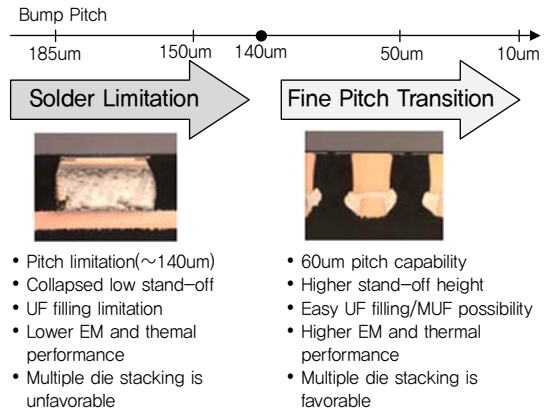 Bump Pitch
185um 150um 140um 50um 10um
Solder Limitation
Fine Pitch Transition
• Pitch limitation(~140um)
• Collapsed low stand-off
• UF filling limitation
• Lower EM and themal
performance
• Multiple die stacking is
unfavorable
• 60um pitch capability
• Higher stand-off height
• Easy UF filling/MUF possibility
• Higher EM and thermal
performance
• Multiple die stacking is
favorable